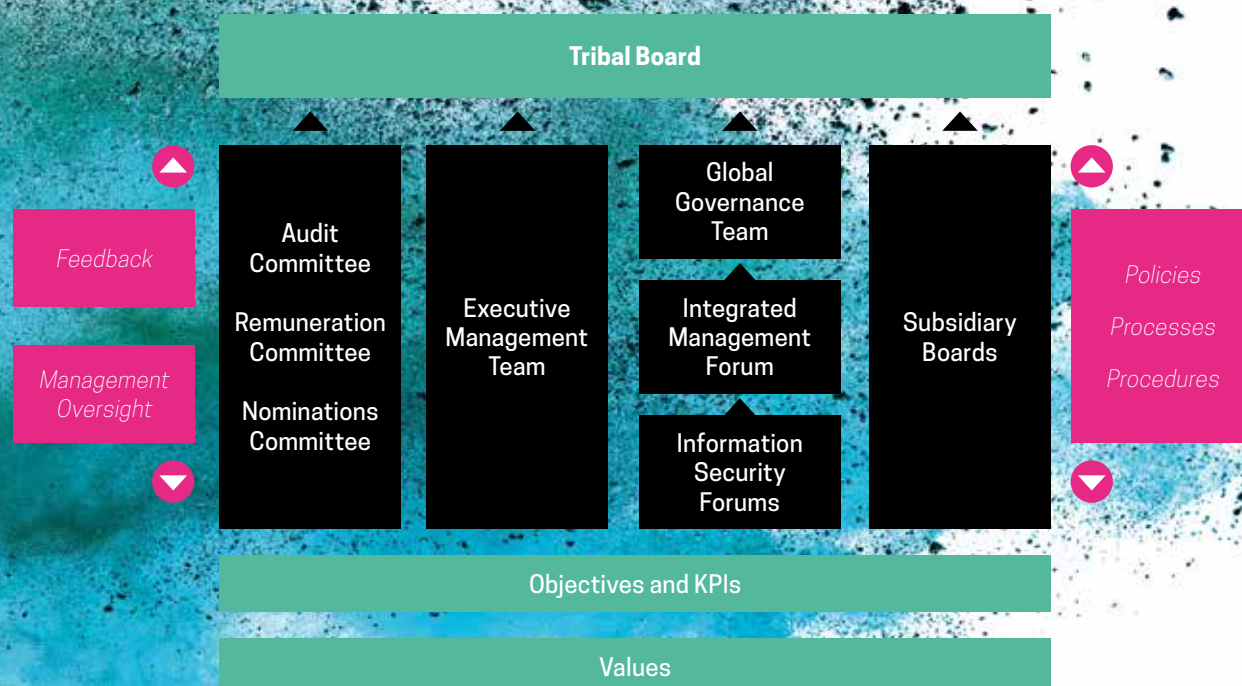 Tribal Board
Feedback
Management
Oversight
Audit
Committee
Remuneration
Committee
Nominations
Committee
Executive
Management
Team
Global
Governance
Team
Integrated
Management
Forum
Information
Security
Forums
Subsidiary
Boards
Policies
Processes
Procedures
Objectives and KPIs
Values